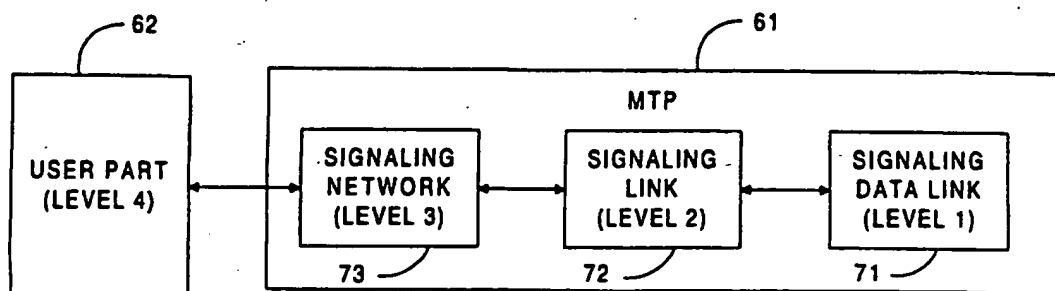 62
61
MTP
USER PART
(LEVEL 4)
SIGNALING
NETWORK
(LEVEL 3)
SIGNALING
LINK
(LEVEL 2)
SIGNALING
DATA LINK
(LEVEL 1)
73
72
71